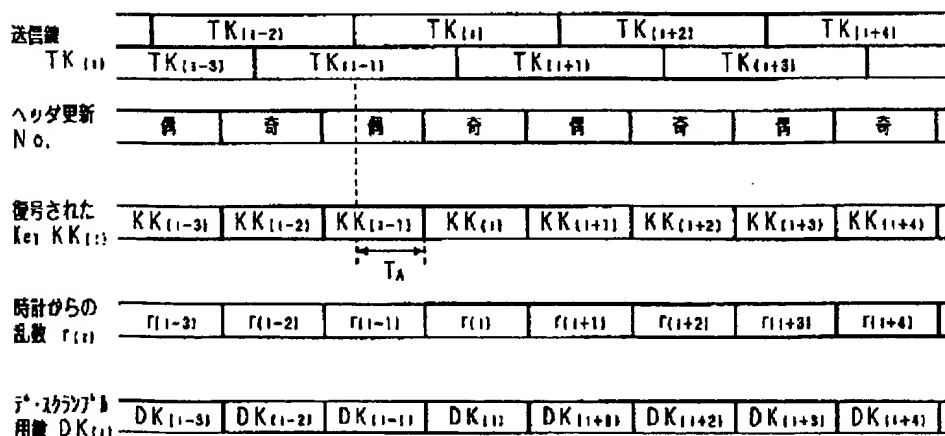 送信鍵 TK(i-2) TK(i) TK(i+2) TK(i+4)
TK(i) TK(i-3) TK(i-1) TK(i+1) TK(i+3)
ヘッダ更新
No. 偶 奇 偶 奇 偶 奇 偶 奇
復号された
Key KK(i) KK(i-3) KK(i-2) KK(i-1) KK(i) KK(i+1) KK(i+2) KK(i+3) KK(i+4)
TA
時計からの
乱数 r(i) r(i-3) r(i-2) r(i-1) r(i) r(i+1) r(i+2) r(i+3) r(i+4)
デ・スクランブル
用鍵 DK(i) DK(i-3) DK(i-2) DK(i-1) DK(i) DK(i+1) DK(i+2) DK(i+3) DK(i+4)